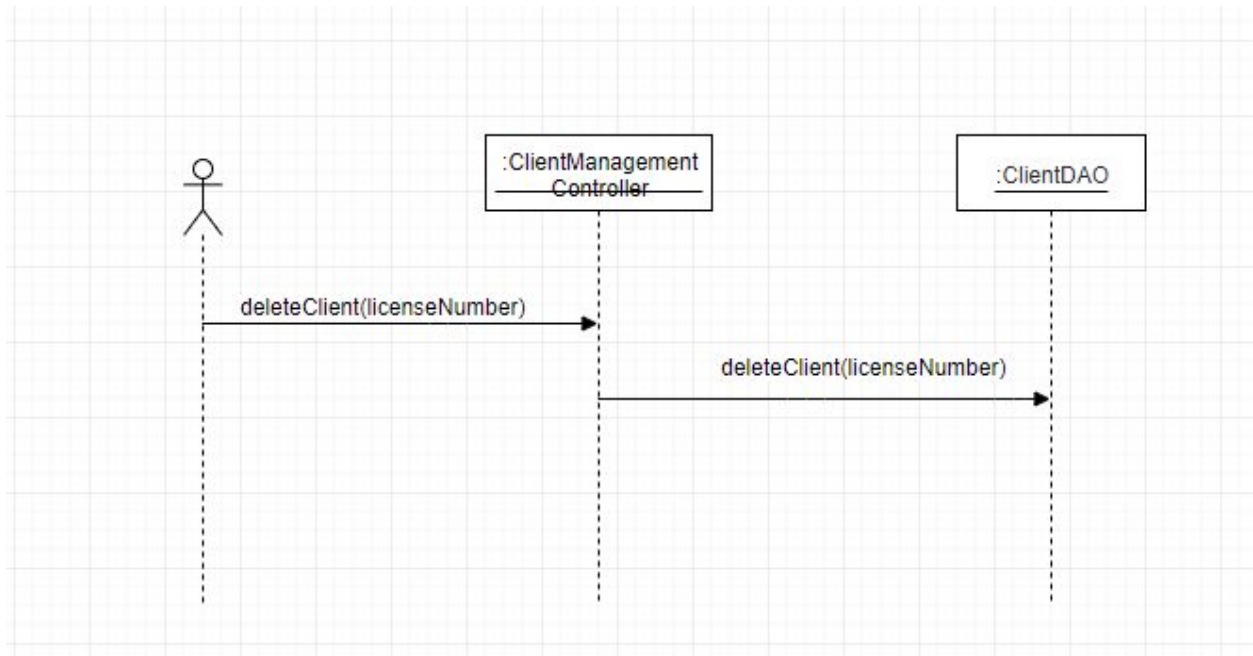 :ClientManagement
Controller
:ClientDAO
deleteClient(licenseNumber)
deleteClient(licenseNumber)